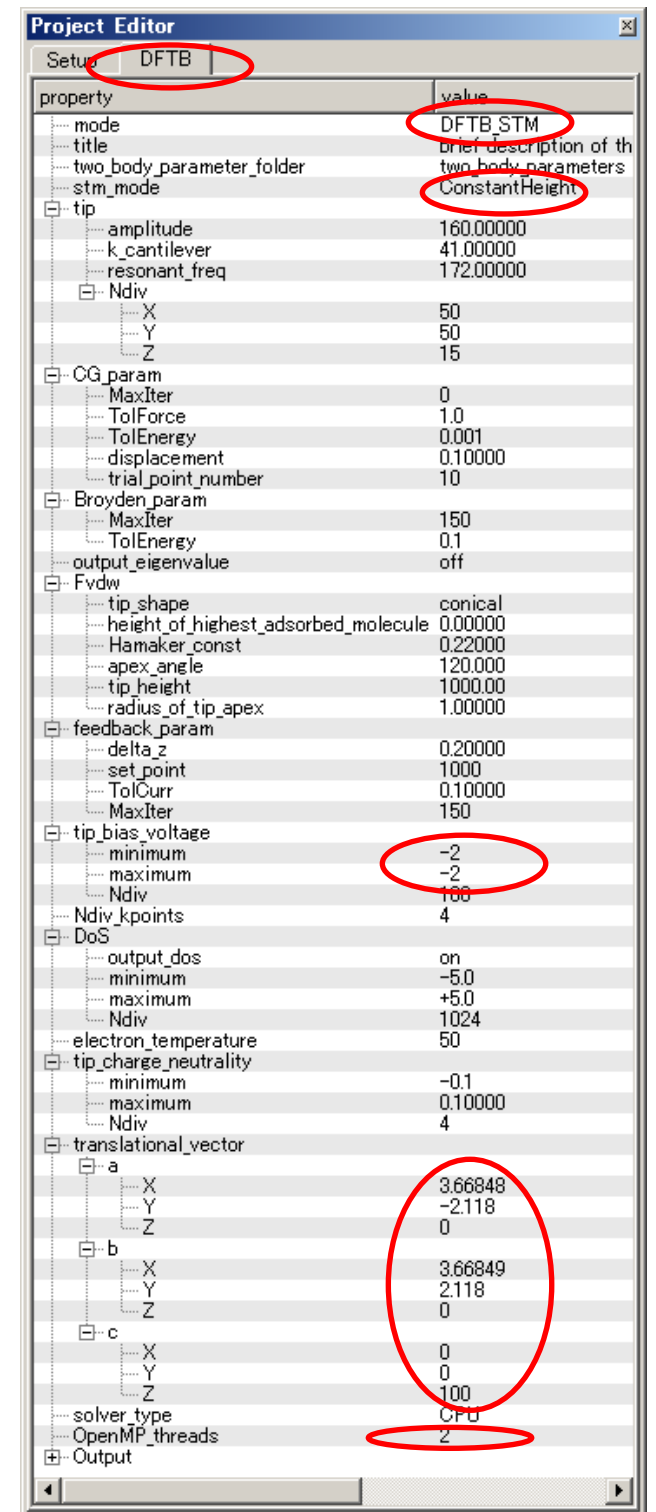 Project Editor
Setup DFTB
property value
mode DFTB_STM
title brief description of th
two_body_parameter_folder two_body_parameters
stm_mode ConstantHeight
tip
amplitude 160.00000
k_cantilever 41.00000
resonant_freq 172.00000
Ndiv
X 50
Y 50
Z 15
CG_param
MaxIter 0
TolForce 1.0
TolEnergy 0.001
displacement 0.10000
trial_point_number 10
Broyden_param
MaxIter 150
TolEnergy 0.1
output_eigenvalue off
Fvdw
tip_shape conical
height_of_highest_adsorbed_molecule 0.00000
Hamaker_const 0.22000
apex_angle 120.000
tip_height 1000.00
radius_of_tip_apex 1.00000
feedback_param
delta_z 0.20000
set_point 1000
TolCurr 0.10000
MaxIter 150
tip_bias_voltage
minimum -2
maximum -2
Ndiv 100
Ndiv_kpoints 4
DoS
output_dos on
minimum -5.0
maximum +5.0
Ndiv 1024
electron_temperature 50
tip_charge_neutrality
minimum -0.1
maximum 0.10000
Ndiv 4
translational_vector
a
X 3.66848
Y -2.118
Z 0
b
X 3.66849
Y 2.118
Z 0
c
X 0
Y 0
Z 100
solver_type CPU
OpenMP_threads 2
Output